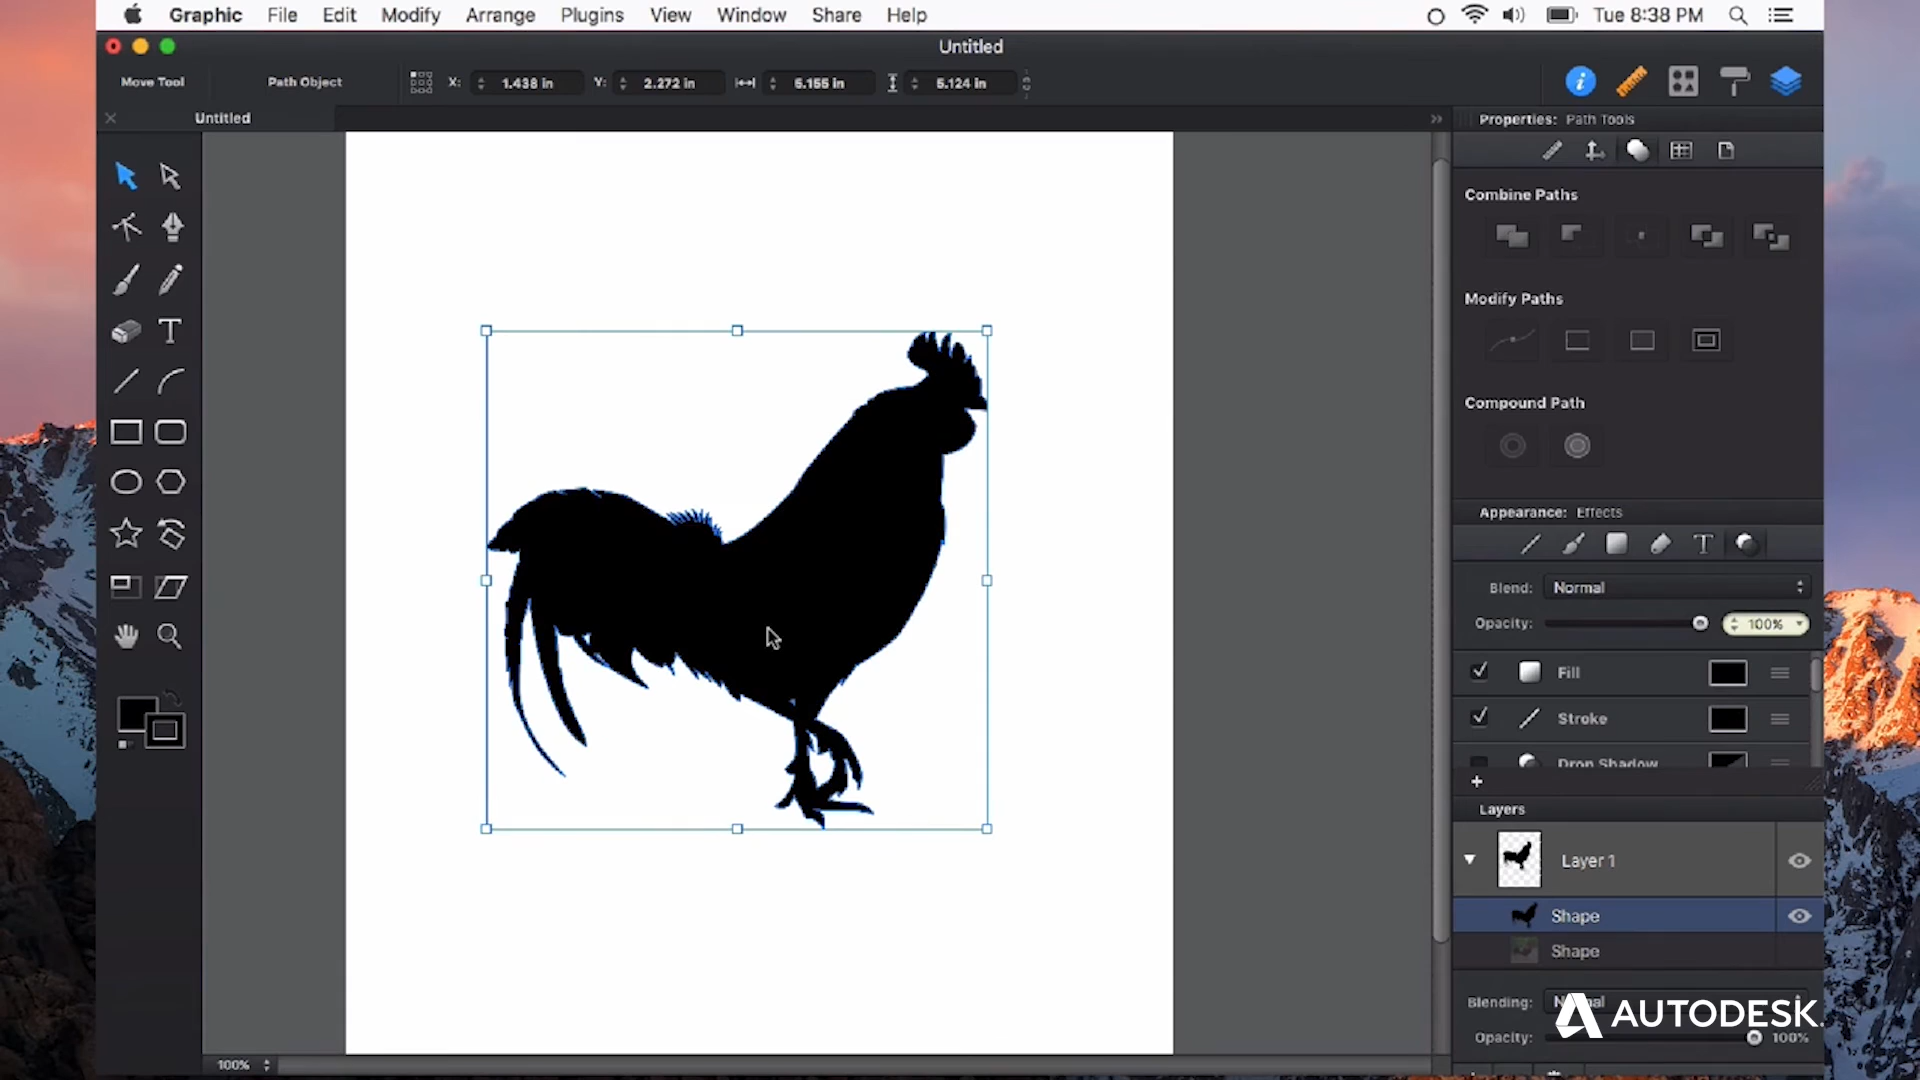 Graphic File Edit Modify Arrange Plugins View Window Share Help Tue 8:38 PM
Untitled
Move Tool Path Object X: 1.438 in Y: 2.272 in 5.155 in 5.124 in
Untitled
Properties: Path Tools
Combine Paths
Modify Paths
Compound Path
Appearance: Effects
Blend: Normal
Opacity: 100%
Fill
Stroke
Drop Shadow
Layers
Layer 1
Shape
Shape
Blending:
AUTODESK.
Opacity: 100%
100%